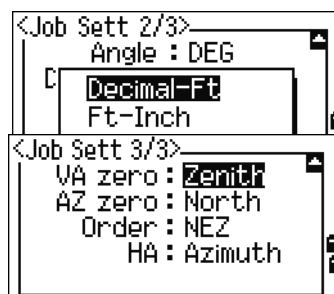 <Job Sett 2/3>
Angle : DEG
D
Decimal-Ft
Ft-Inch
<Job Sett 3/3>
VA zero : Zenith
AZ zero : North
Order : NEZ
HA : Azimuth